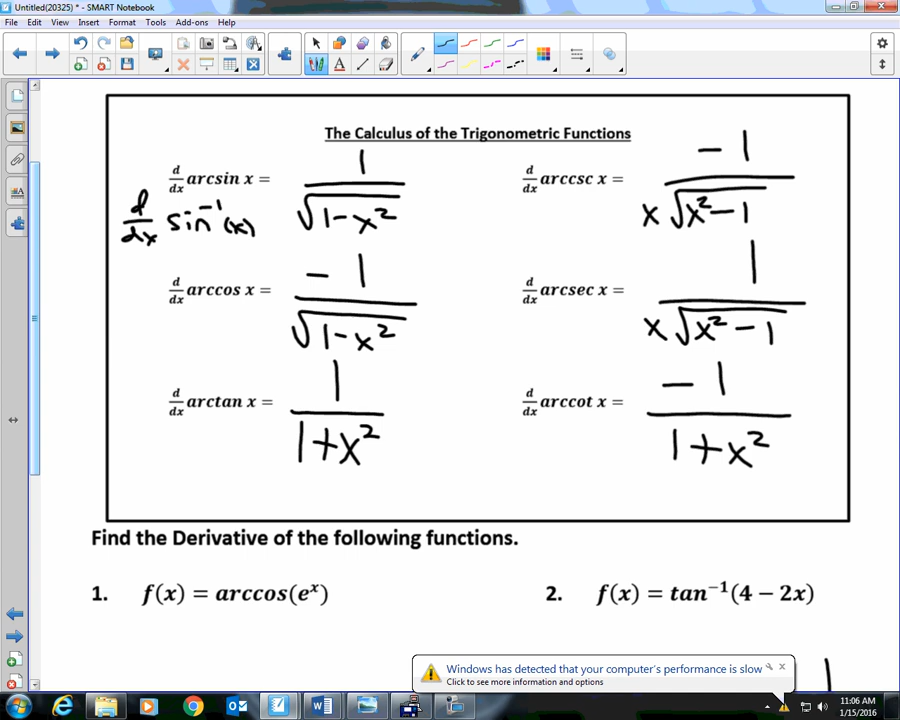 Untitled(20325) * - SMART Notebook
File Edit View Insert Format Tools Add-ons Help
The Calculus of the Trigonometric Functions
d/dx arcsin x = 1/√(1-x²)
d/dx sin⁻¹(x)
d/dx arccsc x = -1/(x√(x²-1))
d/dx arccos x = -1/√(1-x²)
d/dx arcsec x = 1/(x√(x²-1))
d/dx arctan x = 1/(1+x²)
d/dx arccot x = -1/(1+x²)
Find the Derivative of the following functions.
1. f(x) = arccos(eˣ)
2. f(x) = tan⁻¹(4 − 2x)
Windows has detected that your computer's performance is slow
Click to see more information and options
11:06 AM
1/15/2016